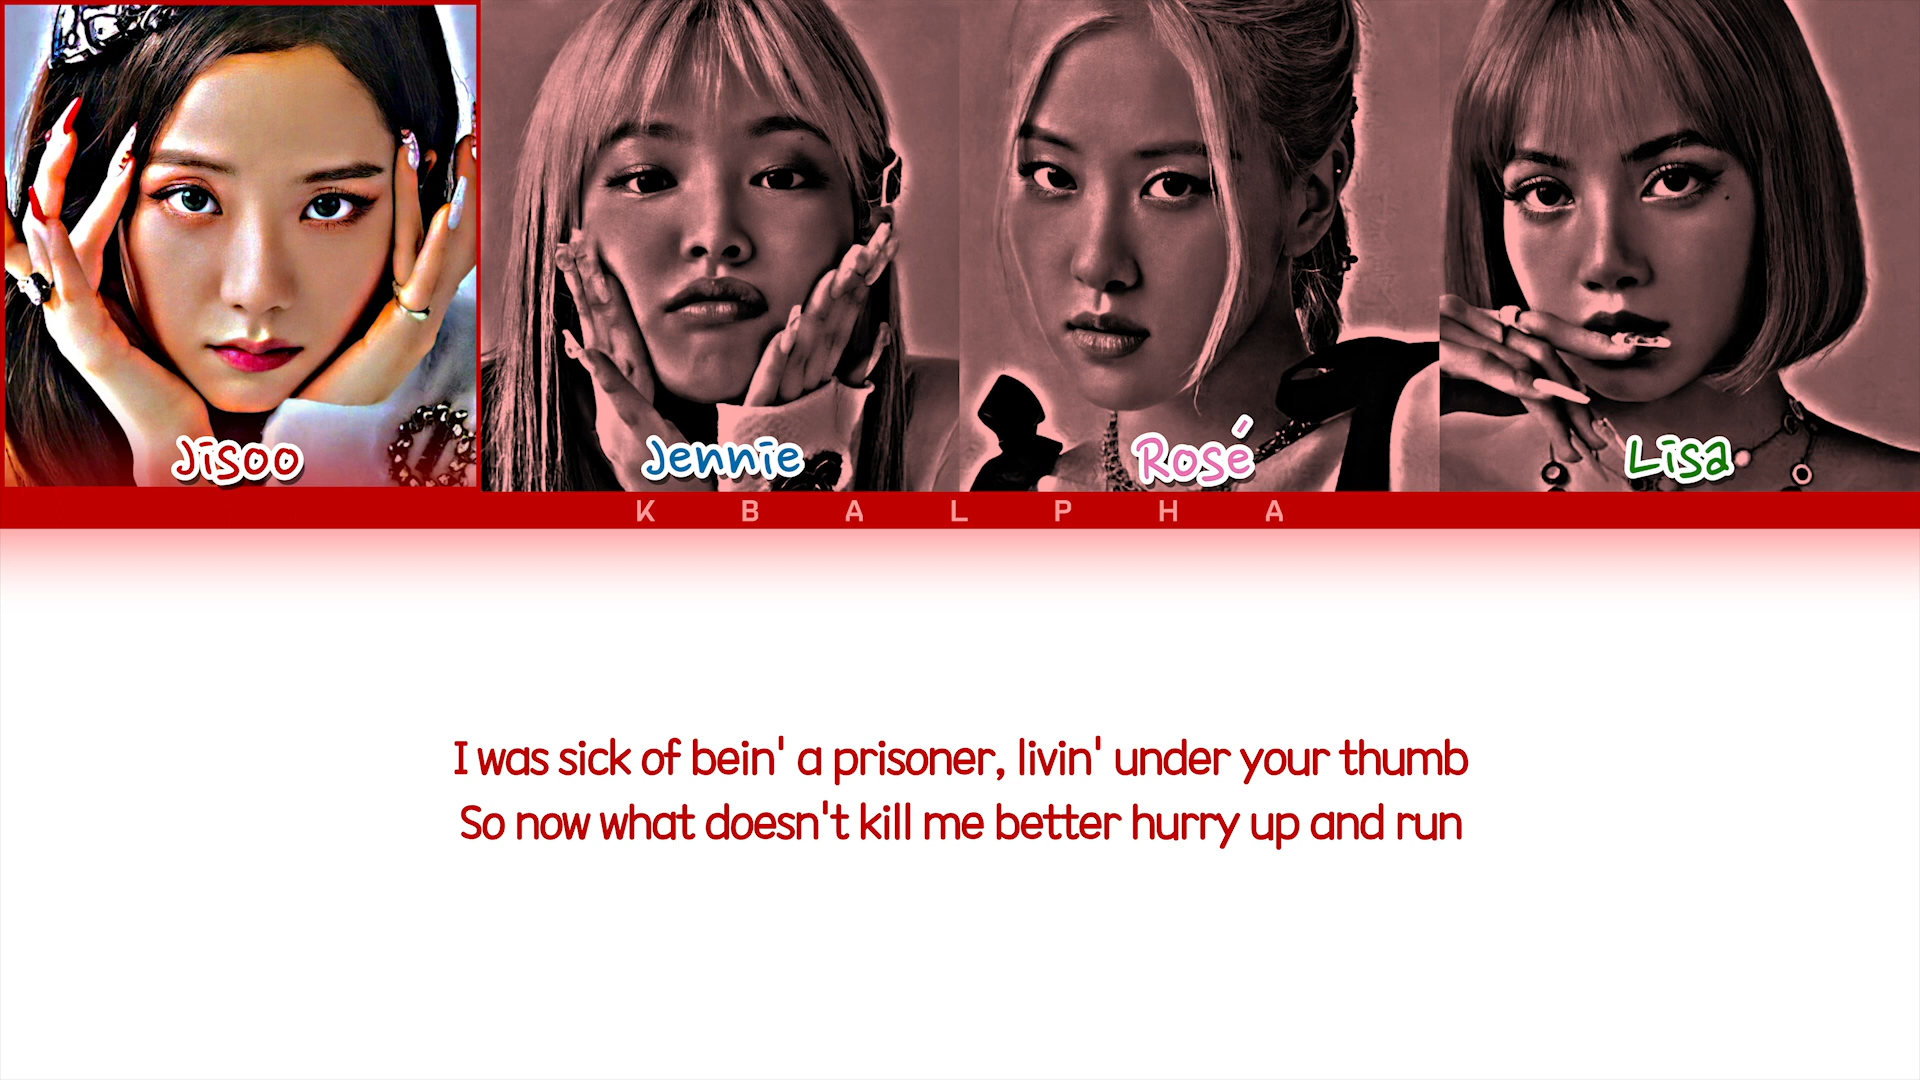 Jisoo
Jennie
Rosé
Lisa
K B A L P H A
I was sick of bein' a prisoner, livin' under your thumb
So now what doesn't kill me better hurry up and run